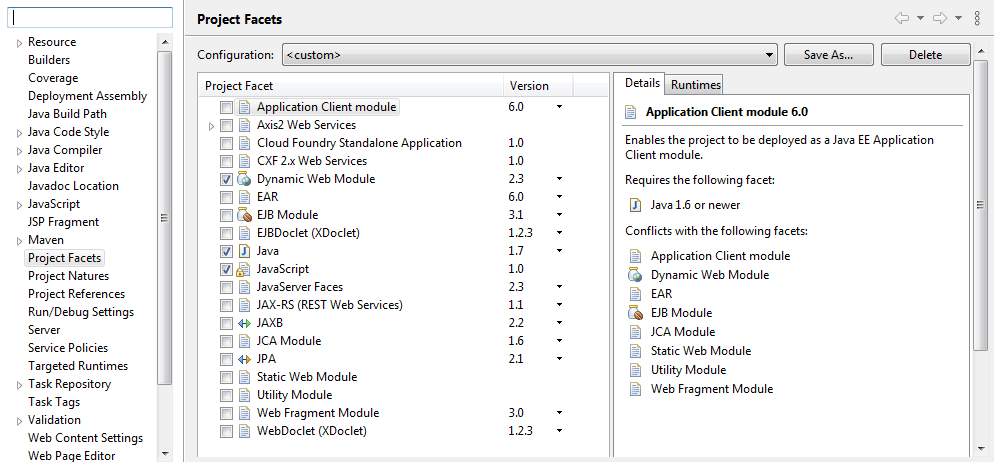 Project Facets
Resource
Builders
Coverage
Deployment Assembly
Java Build Path
Java Code Style
Java Compiler
Java Editor
Javadoc Location
JavaScript
JSP Fragment
Maven
Project Facets
Project Natures
Project References
Run/Debug Settings
Server
Service Policies
Targeted Runtimes
Task Repository
Task Tags
Validation
Web Content Settings
Web Page Editor
Configuration: <custom> Save As... Delete
Project Facet Version
Application Client module 6.0
Axis2 Web Services
Cloud Foundry Standalone Application 1.0
CXF 2.x Web Services 1.0
Dynamic Web Module 2.3
EAR 6.0
EJB Module 3.1
EJBDoclet (XDoclet) 1.2.3
Java 1.7
JavaScript 1.0
JavaServer Faces 2.3
JAX-RS (REST Web Services) 1.1
JAXB 2.2
JCA Module 1.6
JPA 2.1
Static Web Module
Utility Module
Web Fragment Module 3.0
WebDoclet (XDoclet) 1.2.3
Details Runtimes
Application Client module 6.0
Enables the project to be deployed as a Java EE Application
Client module.
Requires the following facet:
Java 1.6 or newer
Conflicts with the following facets:
Application Client module
Dynamic Web Module
EAR
EJB Module
JCA Module
Static Web Module
Utility Module
Web Fragment Module